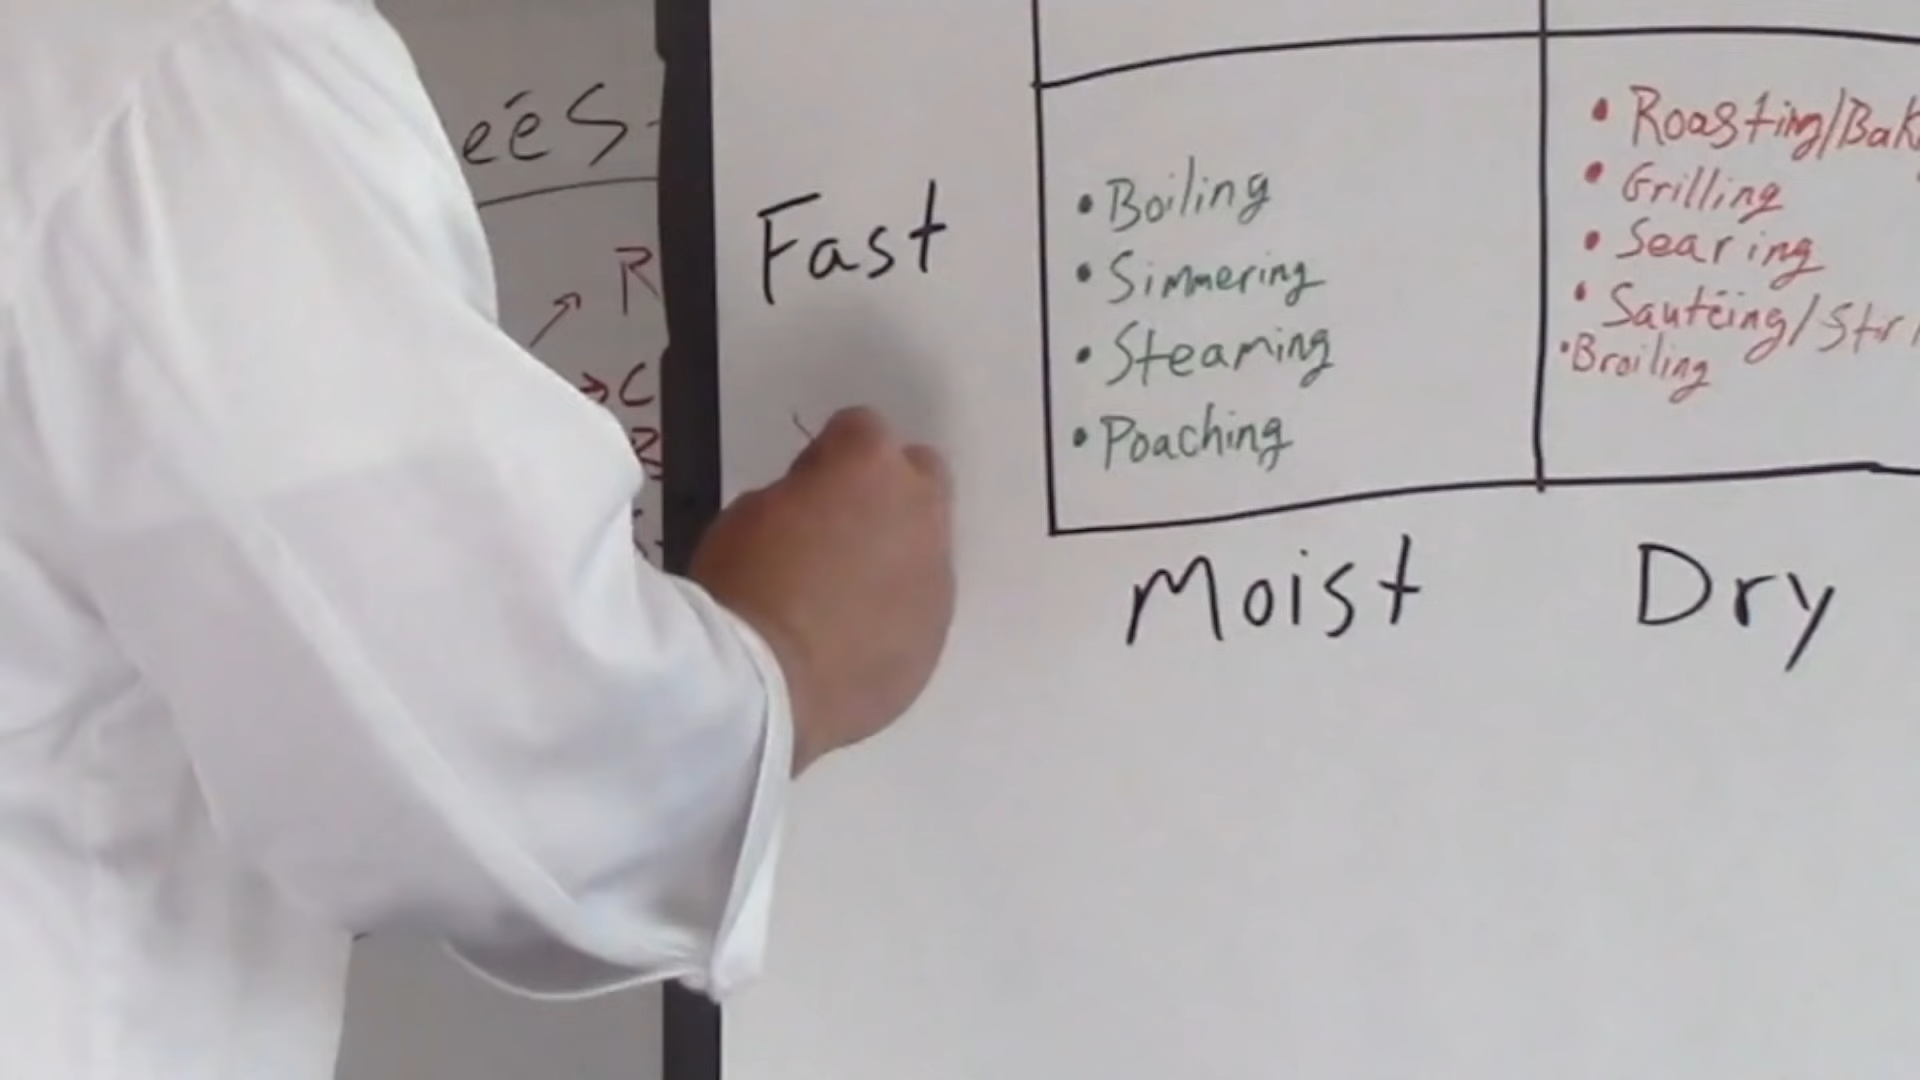 éeS
R
C
R
Fast
• Boiling
• Simmering
• Steaming
• Poaching
• Roasting/Bak
• Grilling
• Searing
• Sautéing/Stir
• Broiling
Moist
Dry